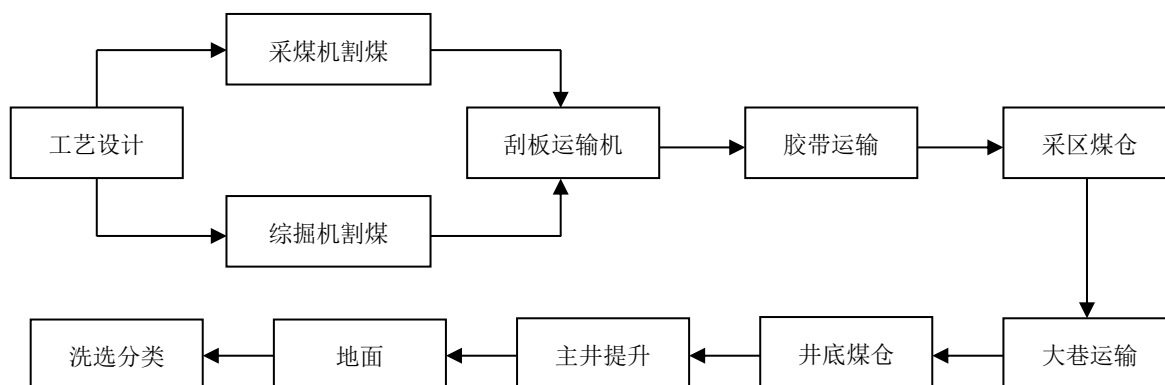 采煤机割煤
工艺设计
刮板运输机
胶带运输
采区煤仓
综掘机割煤
洗选分类
地面
主井提升
井底煤仓
大巷运输